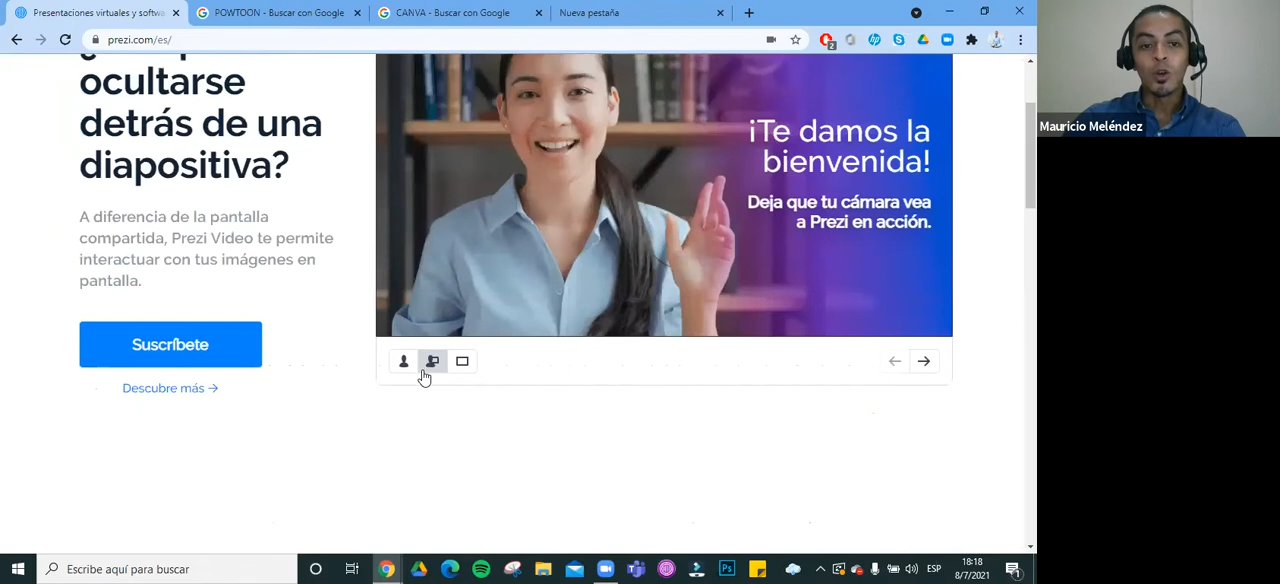 Presentaciones virtuales y softwa
POWTOON - Buscar con Google
CANVA - Buscar con Google
Nueva pestaña
prezi.com/es/
2
ocultarse
detrás de una
diapositiva?
A diferencia de la pantalla
compartida, Prezi Video te permite
interactuar con tus imágenes en
pantalla.
Suscríbete
Descubre más →
¡Te damos la
bienvenida!
Deja que tu cámara vea
a Prezi en acción.
Mauricio Meléndez
Escribe aquí para buscar
ESP
18:18
8/7/2021
1